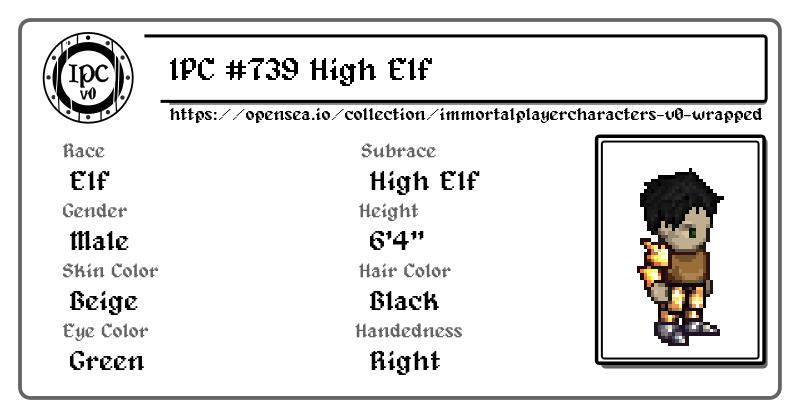 IPC
v0
IPC #739 High Elf
https://opensea.io/collection/immortalplayercharacters-v0-wrapped
Race
Elf
Subrace
High Elf
Gender
Male
Height
6'4"
Skin Color
Beige
Hair Color
Black
Eye Color
Green
Handedness
Right